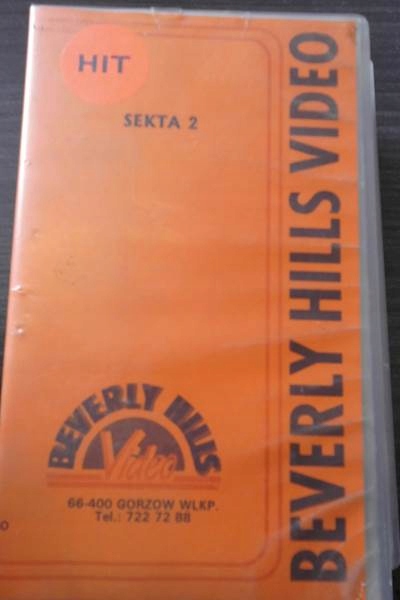 HIT
SEKTA 2
BEVERLY HILLS VIDEO
BEVERLY HILLS
Video
66-400 GORZOW WLKP.
Tel.: 722 72 88
O